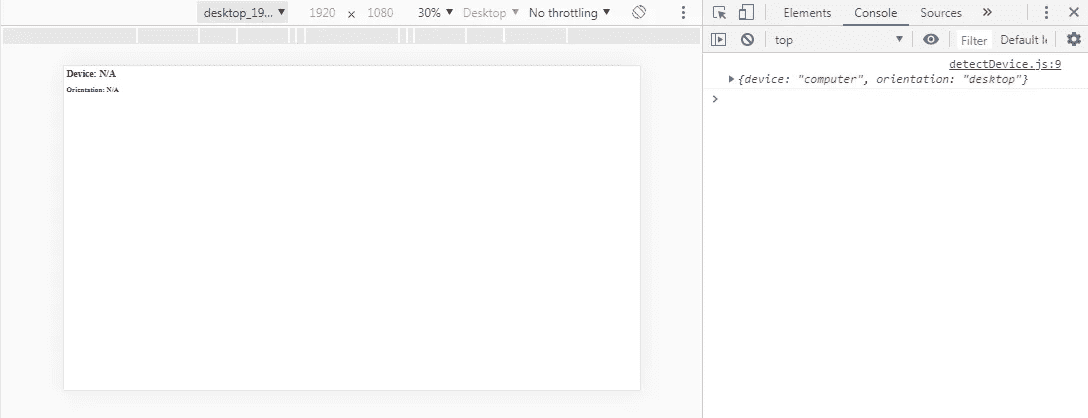 desktop_19... 1920 × 1080 30% Desktop No throttling
Device: N/A
Orientation: N/A
Elements Console Sources »
top Filter Default l
detectDevice.js:9
{device: "computer", orientation: "desktop"}